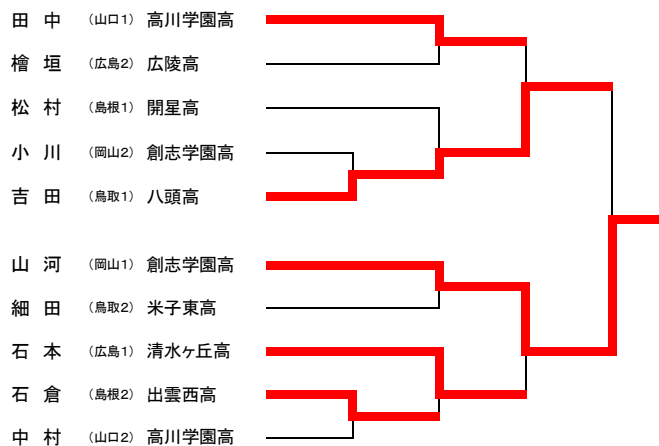 田中 (山口1) 高川学園高
檜垣 (広島2) 広陵高
松村 (島根1) 開星高
小川 (岡山2) 創志学園高
吉田 (鳥取1) 八頭高
山河 (岡山1) 創志学園高
細田 (鳥取2) 米子東高
石本 (広島1) 清水ヶ丘高
石倉 (島根2) 出雲西高
中村 (山口2) 高川学園高